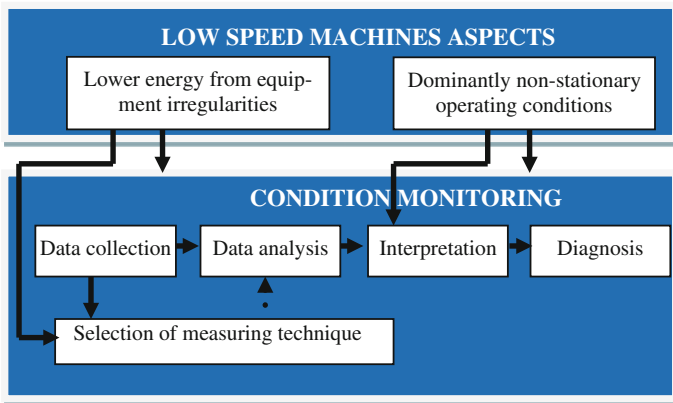 LOW SPEED MACHINES ASPECTS
Lower energy from equip-
ment irregularities
Dominantly non-stationary
operating conditions
CONDITION MONITORING
Data collection
Data analysis
Interpretation
Diagnosis
Selection of measuring technique